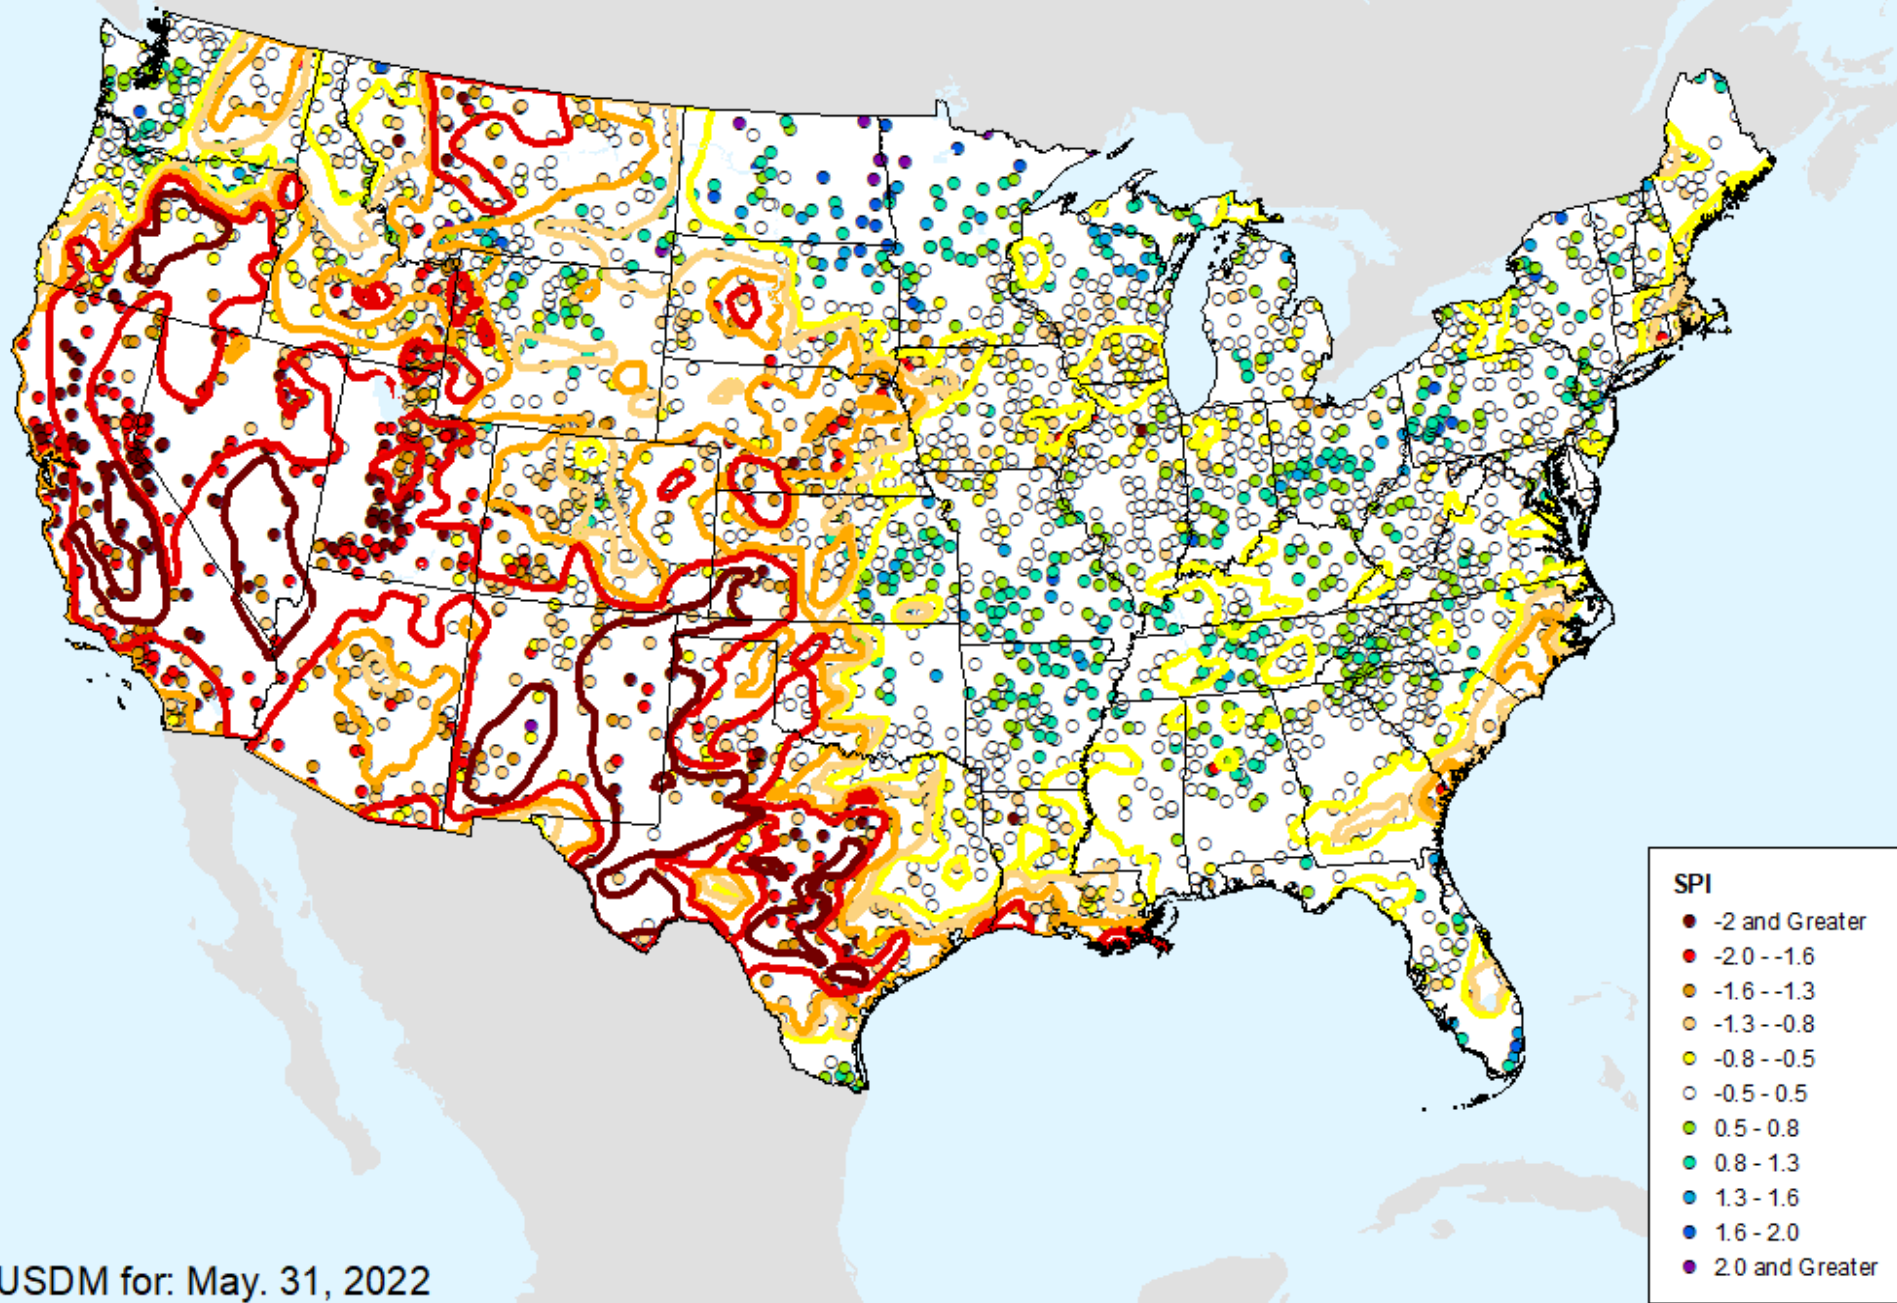 SPI
-2 and Greater
-2.0 - -1.6
-1.6 - -1.3
-1.3 - -0.8
-0.8 - -0.5
-0.5 - 0.5
0.5 - 0.8
0.8 - 1.3
1.3 - 1.6
1.6 - 2.0
2.0 and Greater
USDM for: May. 31, 2022